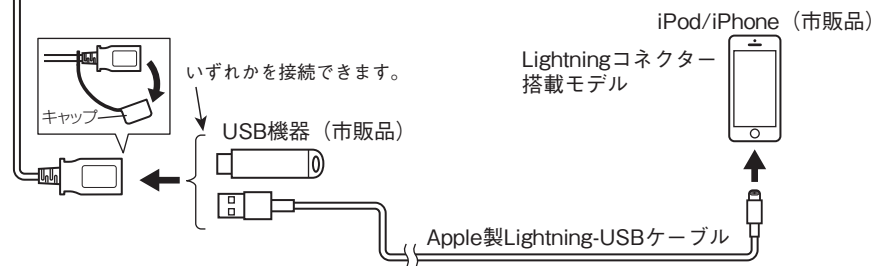 iPod/iPhone（市販品）
Lightningコネクター
搭載モデル
いずれかを接続できます。
キャップ
USB機器（市販品）
Apple製Lightning-USBケーブル